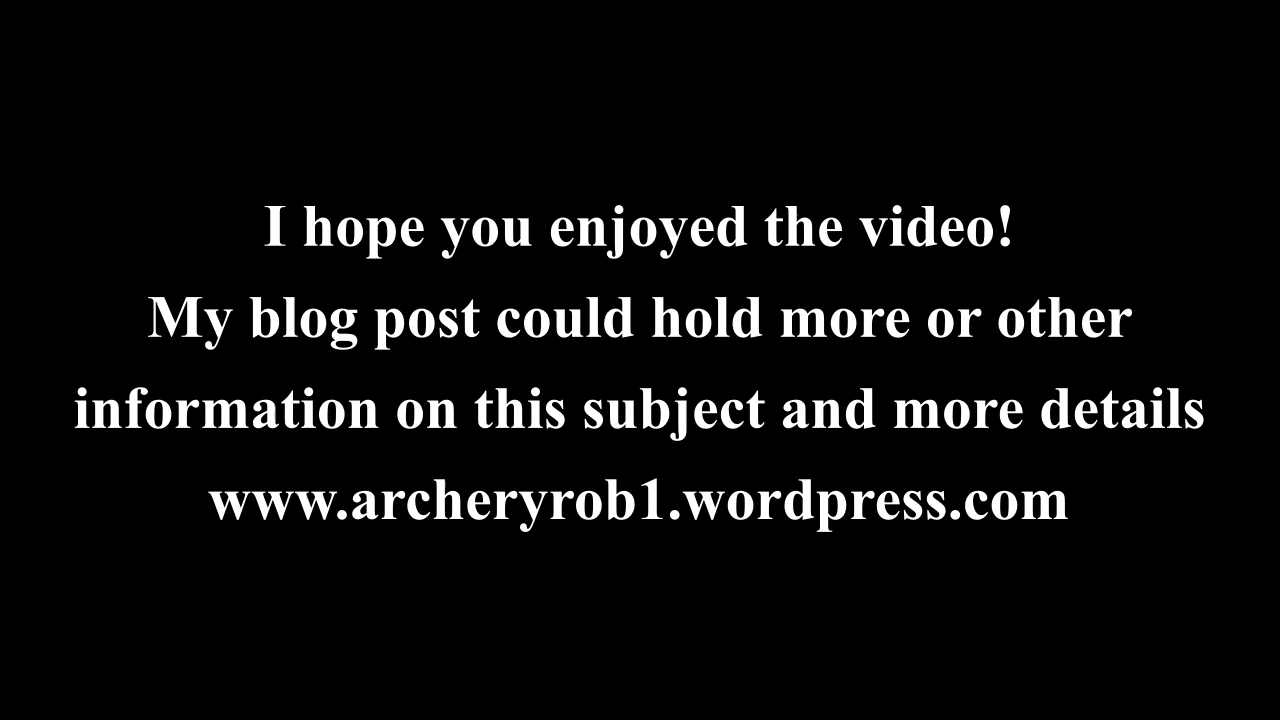 I hope you enjoyed the video!
My blog post could hold more or other
information on this subject and more details
www.archeryrob1.wordpress.com